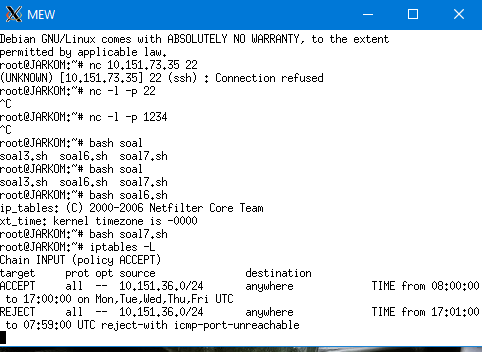 MEW
Debian GNU/Linux comes with ABSOLUTELY NO WARRANTY, to the extent
permitted by applicable law.
root@JARKOM:~# nc 10.151.73.35 22
(UNKNOWN) [10.151.73.35] 22 (ssh) : Connection refused
root@JARKOM:~# nc -l -p 22
^C
root@JARKOM:~# nc -l -p 1234
^C
root@JARKOM:~# bash soal
soal3.sh  soal6.sh  soal7.sh
root@JARKOM:~# bash soal
soal3.sh  soal6.sh  soal7.sh
root@JARKOM:~# bash soal6.sh
ip_tables: (C) 2000-2006 Netfilter Core Team
xt_time: kernel timezone is -0000
root@JARKOM:~# bash soal7.sh
root@JARKOM:~# iptables -L
Chain INPUT (policy ACCEPT)
target     prot opt source               destination
ACCEPT     all  --  10.151.36.0/24       anywhere             TIME from 08:00:00
 to 17:00:00 on Mon,Tue,Wed,Thu,Fri UTC
REJECT     all  --  10.151.36.0/24       anywhere             TIME from 17:01:00
 to 07:59:00 UTC reject-with icmp-port-unreachable